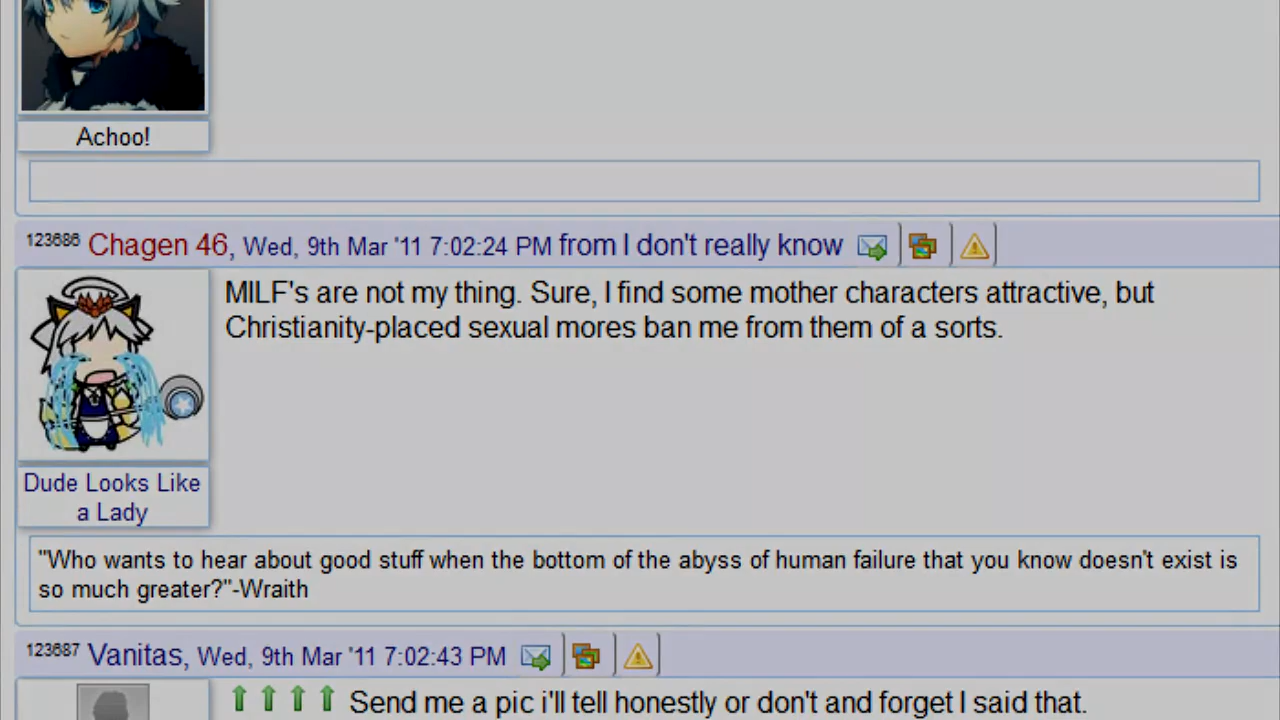 Achoo!
123686 Chagen 46, Wed, 9th Mar '11 7:02:24 PM from I don't really know
MILF's are not my thing. Sure, I find some mother characters attractive, but
Christianity-placed sexual mores ban me from them of a sorts.
Dude Looks Like
a Lady
"Who wants to hear about good stuff when the bottom of the abyss of human failure that you know doesn't exist is
so much greater?"-Wraith
123687 Vanitas, Wed, 9th Mar '11 7:02:43 PM
Send me a pic i'll tell honestly or don't and forget I said that.